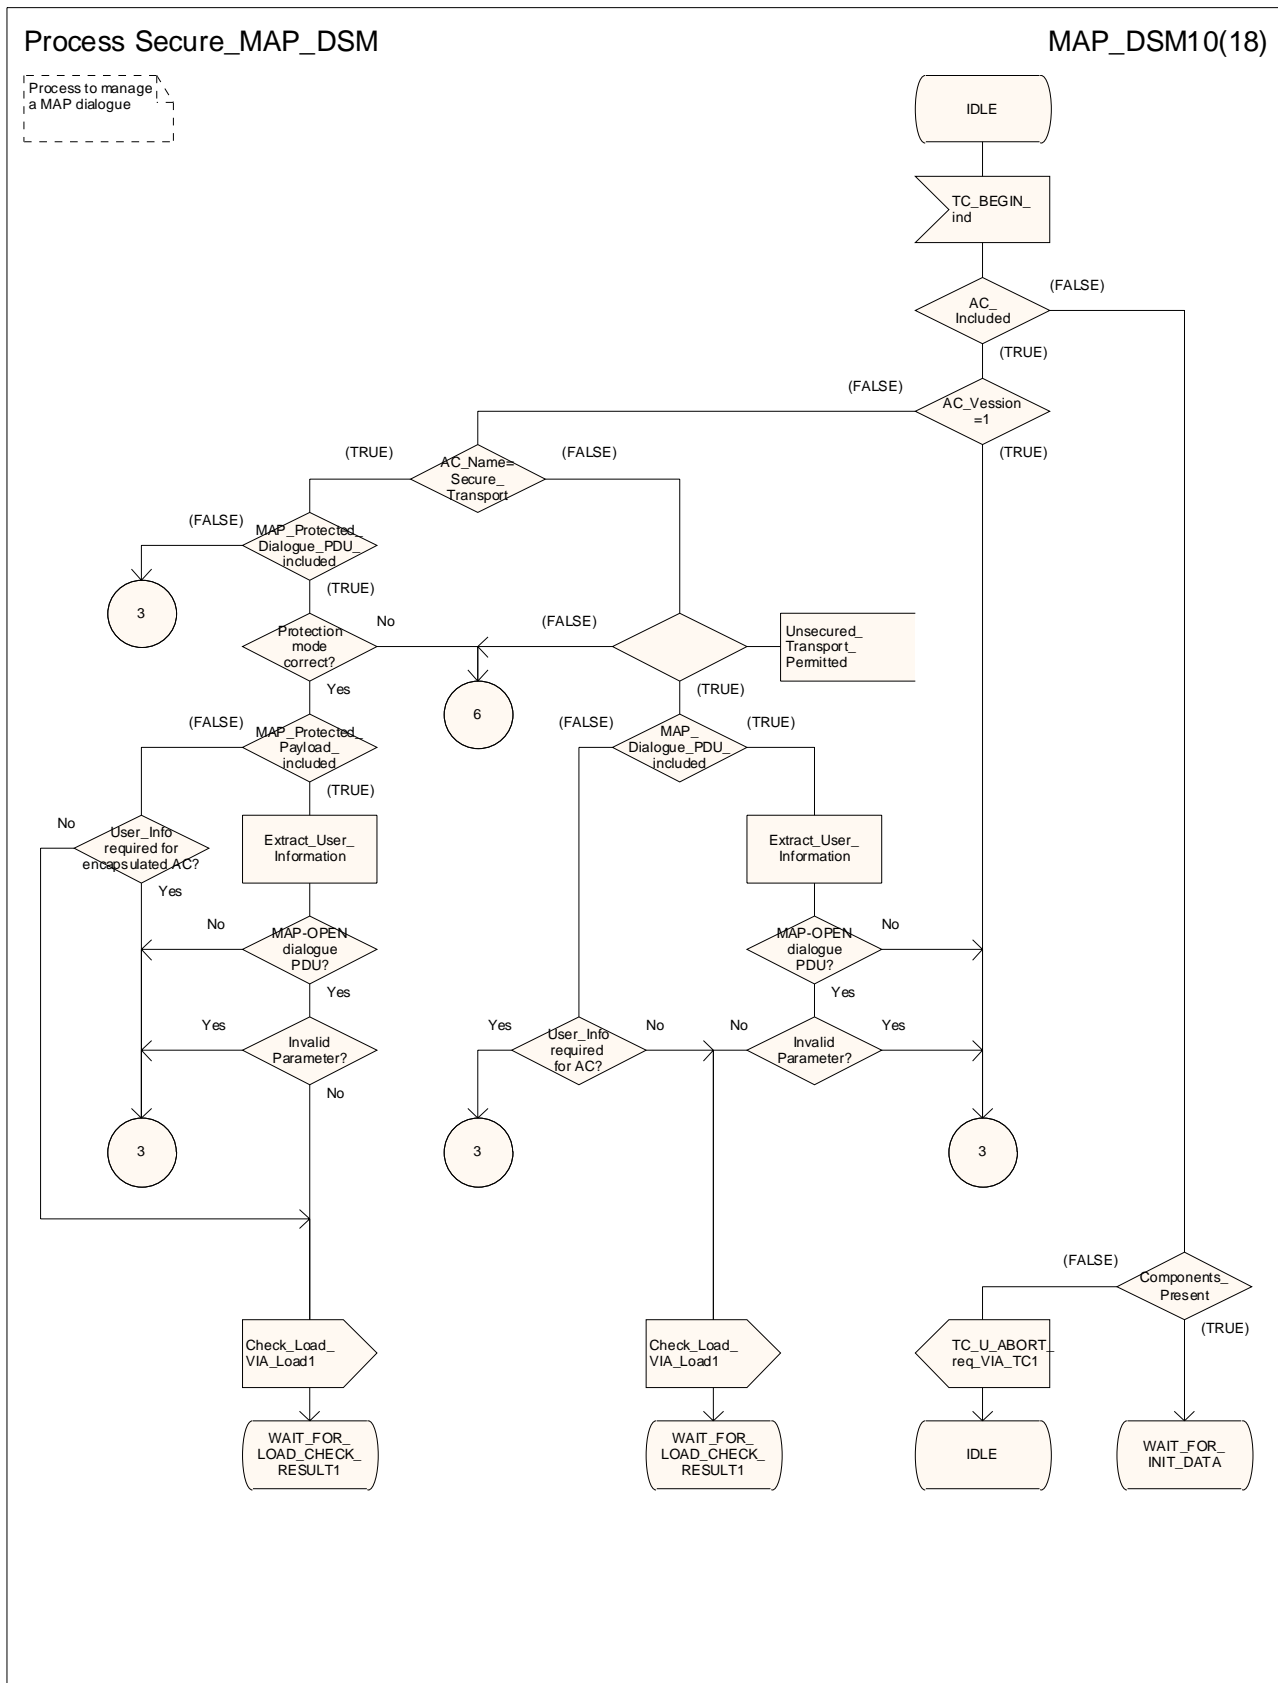 Process Secure_MAP_DSM
MAP_DSM10(18)
Process to manage
a MAP dialogue
IDLE
TC_BEGIN_
ind
(FALSE)
AC_
Included
(TRUE)
(FALSE)
AC_Vession
=1
(TRUE)
(TRUE)
AC_Name=
Secure_
Transport
(FALSE)
(FALSE)
MAP_Protected_
Dialogue_PDU_
included
(TRUE)
3
Protection
mode
correct?
No
Yes
(FALSE)
Unsecured_
Transport_
Permitted
(TRUE)
6
(FALSE)
MAP_Protected_
Payload_
included
(TRUE)
(FALSE)
MAP_
Dialogue_PDU_
included
(TRUE)
No
User_Info
required for
encapsulated AC?
Yes
Extract_User_
Information
Extract_User_
Information
No
MAP-OPEN
dialogue
PDU?
Yes
MAP-OPEN
dialogue
PDU?
No
Yes
Yes
Invalid
Parameter?
No
Yes
User_Info
required
for AC?
No
No
Invalid
Parameter?
Yes
3
3
3
(FALSE)
Components_
Present
(TRUE)
Check_Load_
VIA_Load1
Check_Load_
VIA_Load1
TC_U_ABORT_
req_VIA_TC1
WAIT_FOR_
LOAD_CHECK_
RESULT1
WAIT_FOR_
LOAD_CHECK_
RESULT1
IDLE
WAIT_FOR_
INIT_DATA